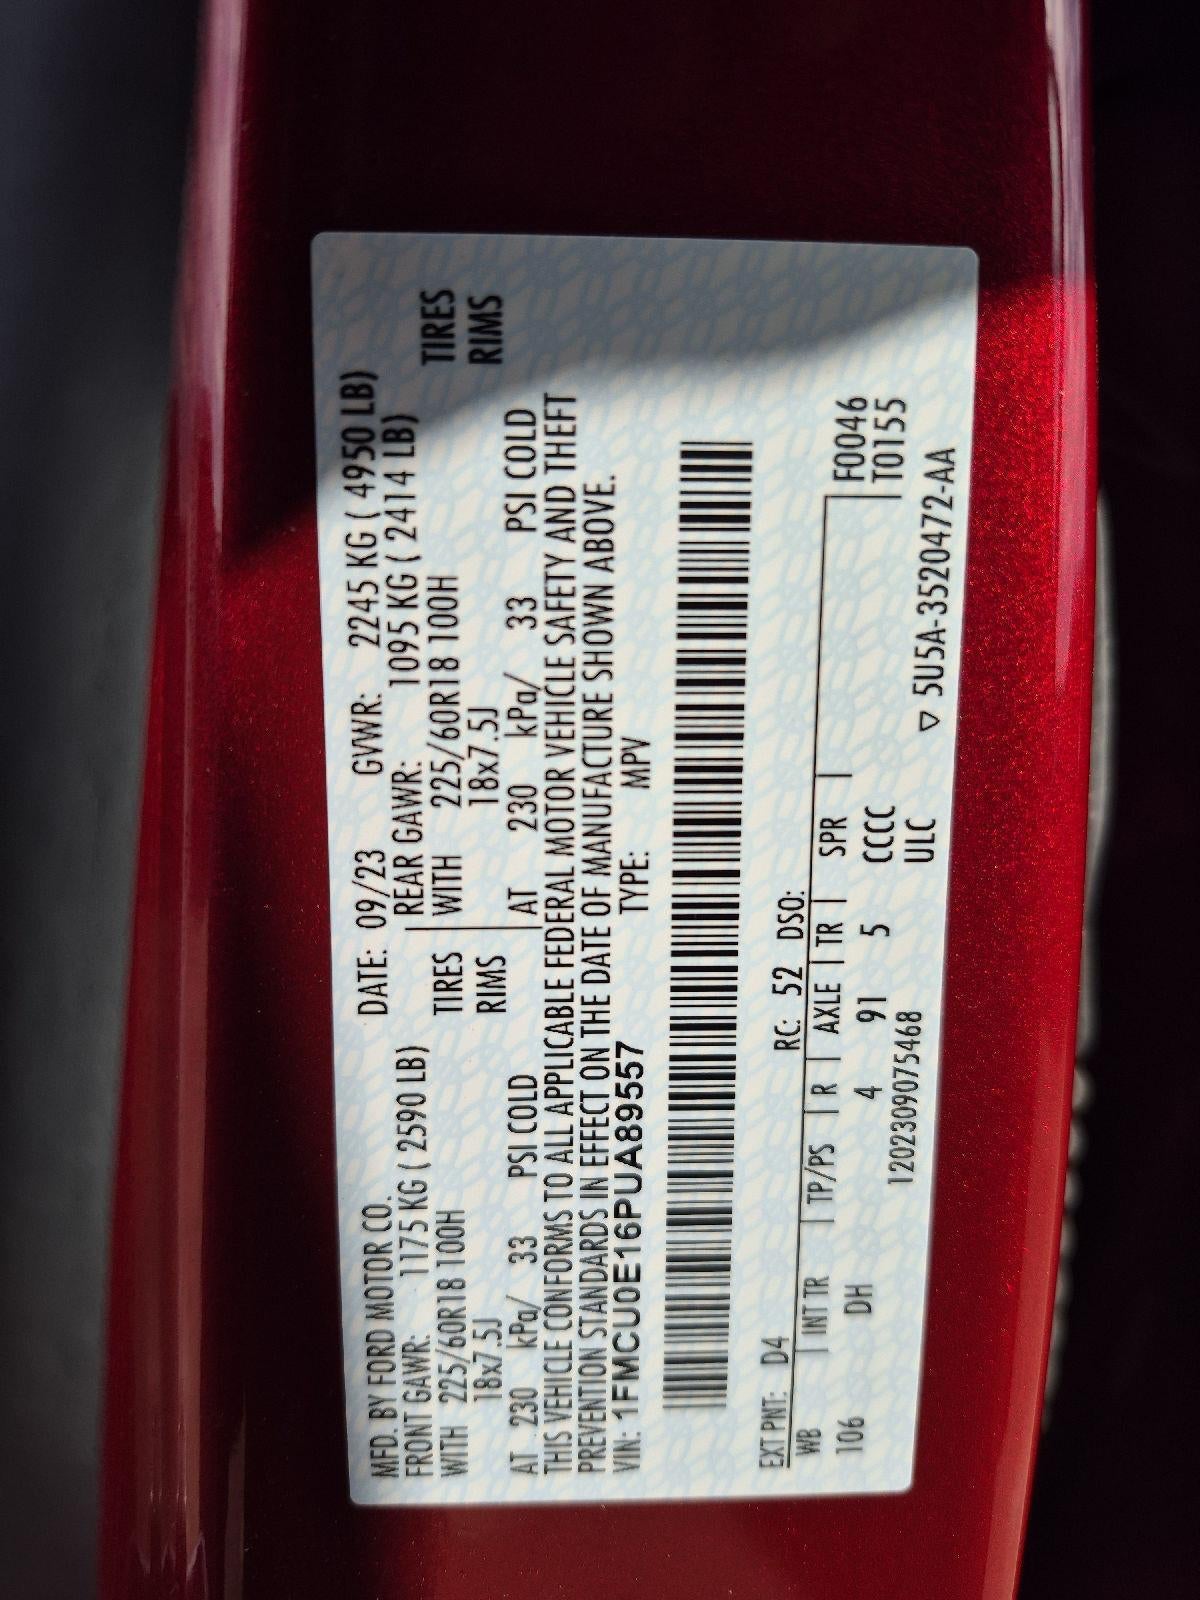 MFD. BY FORD MOTOR CO. DATE: 09/23 GVWR: 2245 KG ( 4950 LB)
FRONT GAWR: 1175 KG ( 2590 LB) REAR GAWR: 1095 KG ( 2414 LB)
WITH 225/60R18 100H TIRES WITH 225/60R18 100H TIRES
18x7.5J RIMS 18x7.5J RIMS
AT 230 kPa/ 33 PSI COLD AT 230 kPa/ 33 PSI COLD
THIS VEHICLE CONFORMS TO ALL APPLICABLE FEDERAL MOTOR VEHICLE SAFETY AND THEFT
PREVENTION STANDARDS IN EFFECT ON THE DATE OF MANUFACTURE SHOWN ABOVE.
VIN: 1FMCU0E16PUA89557 TYPE: MPV
EXT PNT: D4 RC: 52 DSO:
WB INT TR TP/PS R AXLE TR SPR F0046
106 DH 4 91 5 CCCC T0155
120230907546​8 ULC
▽ 5U5A-3520472-AA